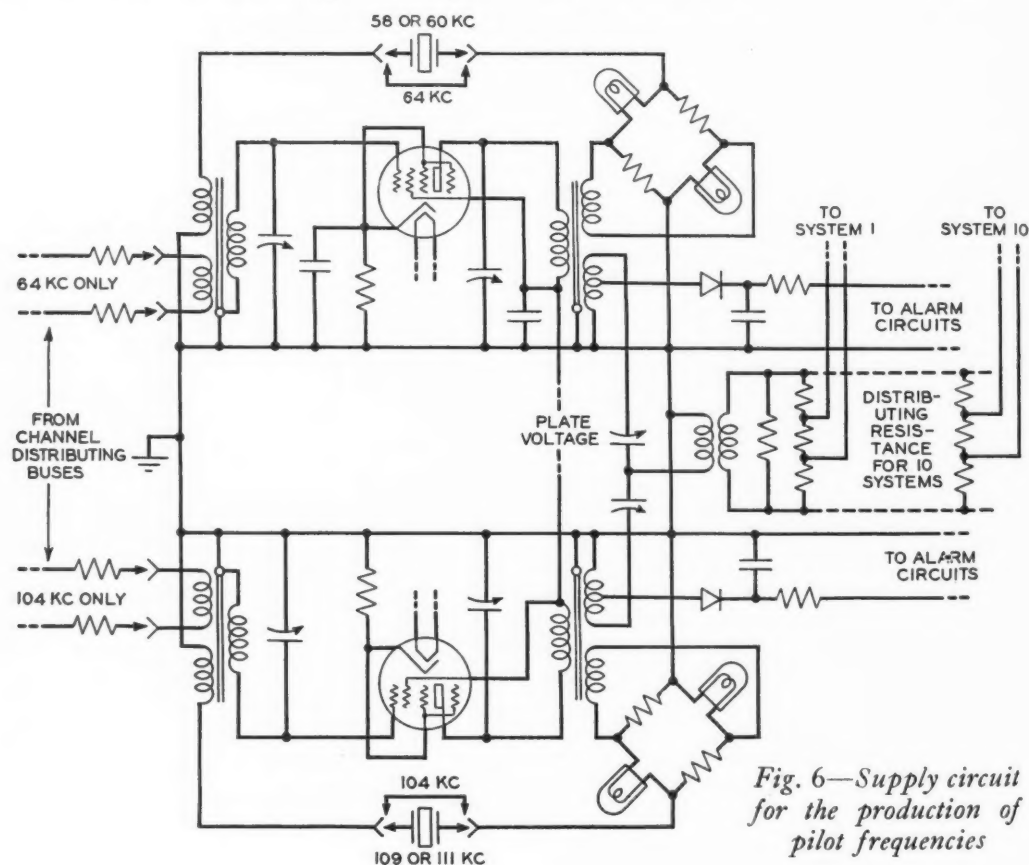 58 OR 60 KC
64 KC
TO
SYSTEM 1
TO
SYSTEM 10
64 KC ONLY
TO ALARM
CIRCUITS
FROM
CHANNEL
DISTRIBUTING
BUSES
PLATE
VOLTAGE
DISTRIB-
UTING
RESIS-
TANCE
FOR 10
SYSTEMS
TO ALARM
CIRCUITS
104 KC ONLY
104 KC
109 OR 111 KC
Fig. 6—Supply circuit
for the production of
pilot frequencies